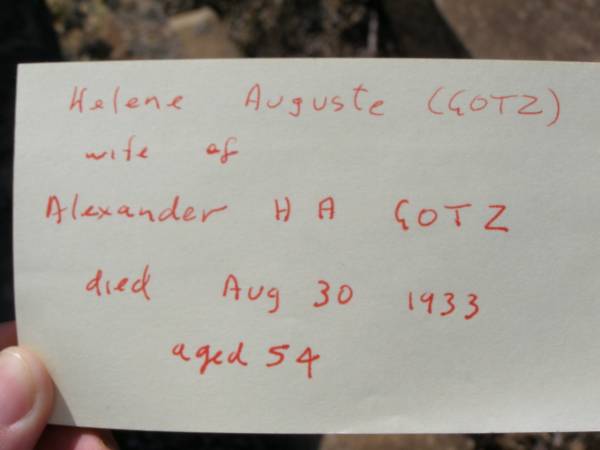 Helene Auguste (GOTZ)
wife of
Alexander H A GOTZ
died Aug 30 1933
aged 54